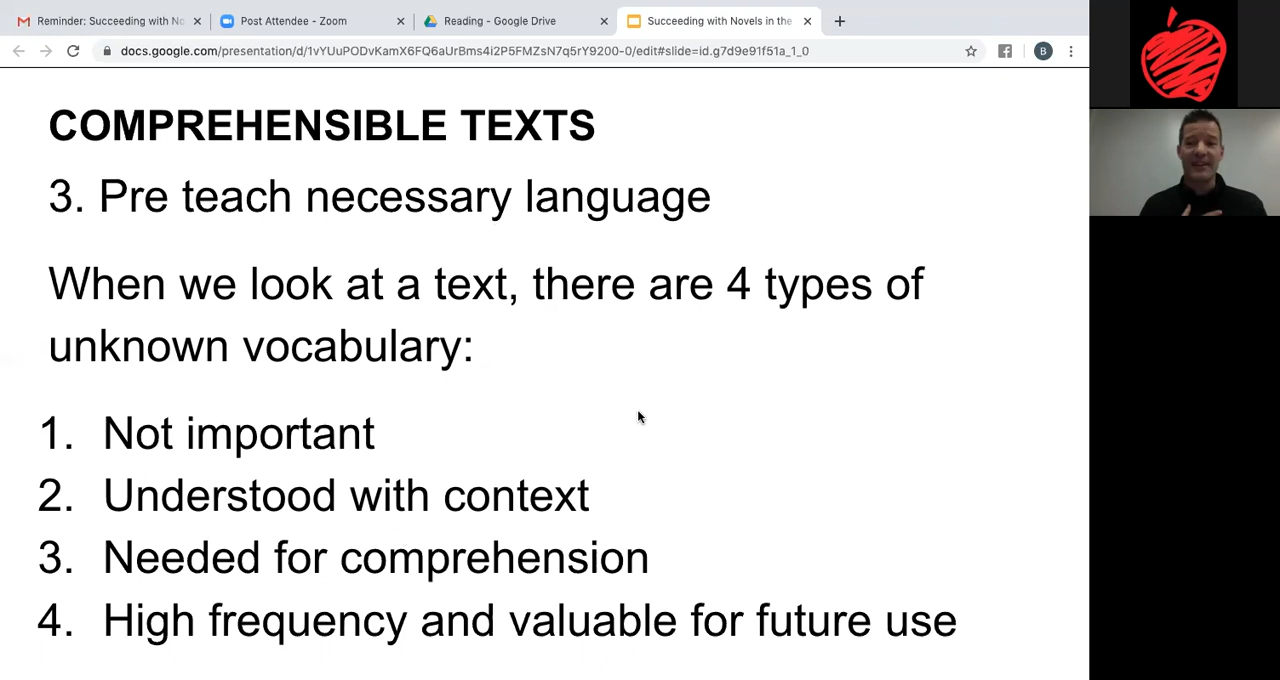 Reminder: Succeeding with No
Post Attendee - Zoom
Reading - Google Drive
Succeeding with Novels in the
docs.google.com/presentation/d/1vYUuPODvKamX6FQ6aUrBms4i2P5FMZsN7q5rY9200-0/edit#slide=id.g7d9e91f51a_1_0
B
COMPREHENSIBLE TEXTS
3. Pre teach necessary language
When we look at a text, there are 4 types of
unknown vocabulary:
1. Not important
2. Understood with context
3. Needed for comprehension
4. High frequency and valuable for future use